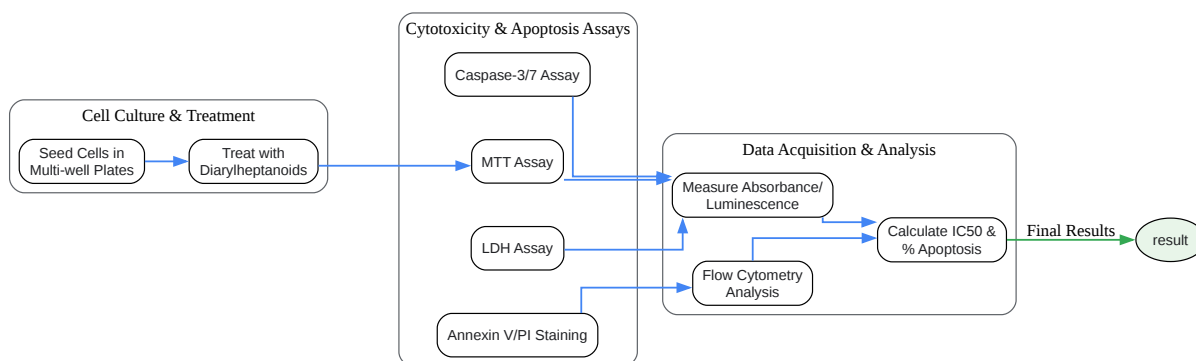 Cell Culture & Treatment
Seed Cells in
Multi-well Plates
Treat with
Diarylheptanoids
Cytotoxicity & Apoptosis Assays
Caspase-3/7 Assay
MTT Assay
LDH Assay
Annexin V/PI Staining
Data Acquisition & Analysis
Measure Absorbance/
Luminescence
Flow Cytometry
Analysis
Calculate IC50 &
% Apoptosis
Final Results
result